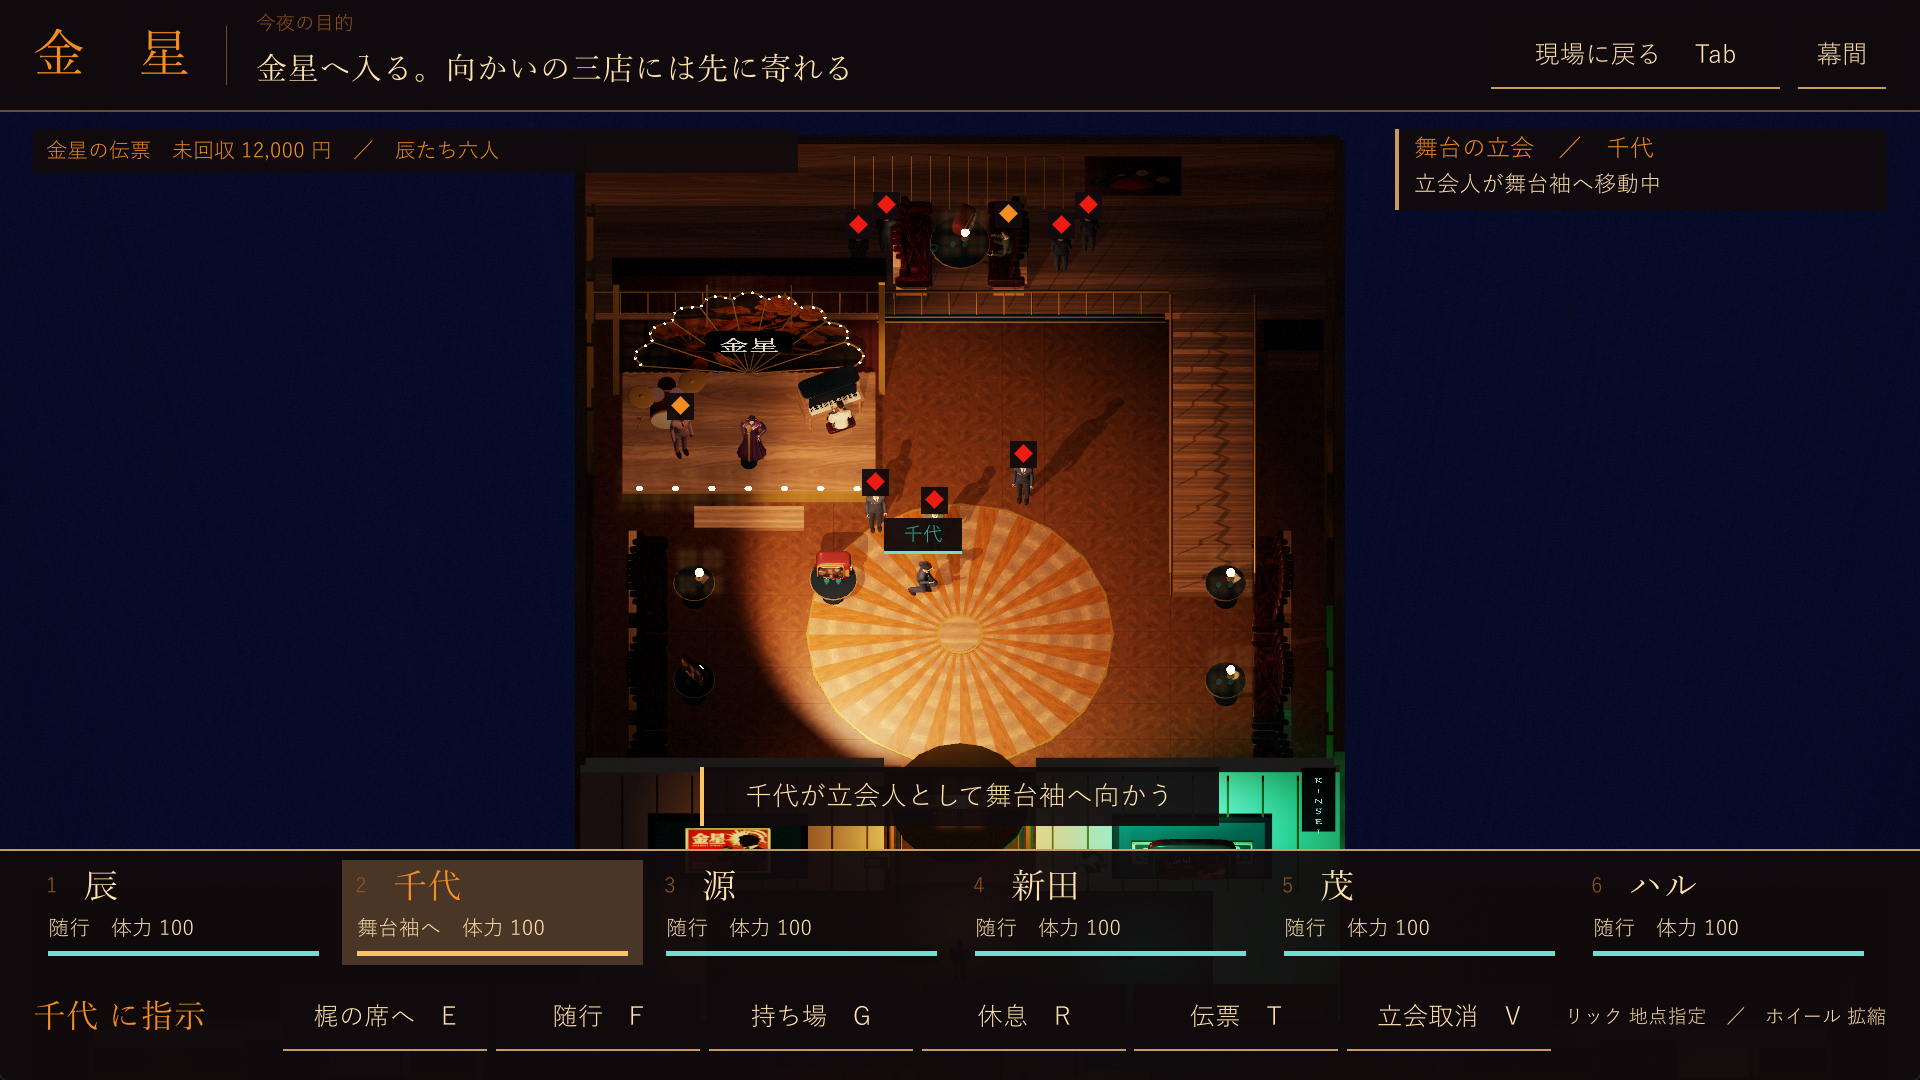 金星
今夜の目的
金星へ入る。向かいの三店には先に寄れる
現場に戻る Tab
幕間
金星の伝票 未回収 12,000 円 ／ 辰たち六人
舞台の立会 ／ 千代
立会人が舞台袖へ移動中
金星
千代
千代が立会人として舞台袖へ向かう
KINSEI
金星
1 辰
随行 体力 100
2 千代
舞台袖へ 体力 100
3 源
随行 体力 100
4 新田
随行 体力 100
5 茂
随行 体力 100
6 ハル
随行 体力 100
千代 に指示
梶の席へ E
随行 F
持ち場 G
休息 R
伝票 T
立会取消 V
リック 地点指定 ／ ホイール 拡縮